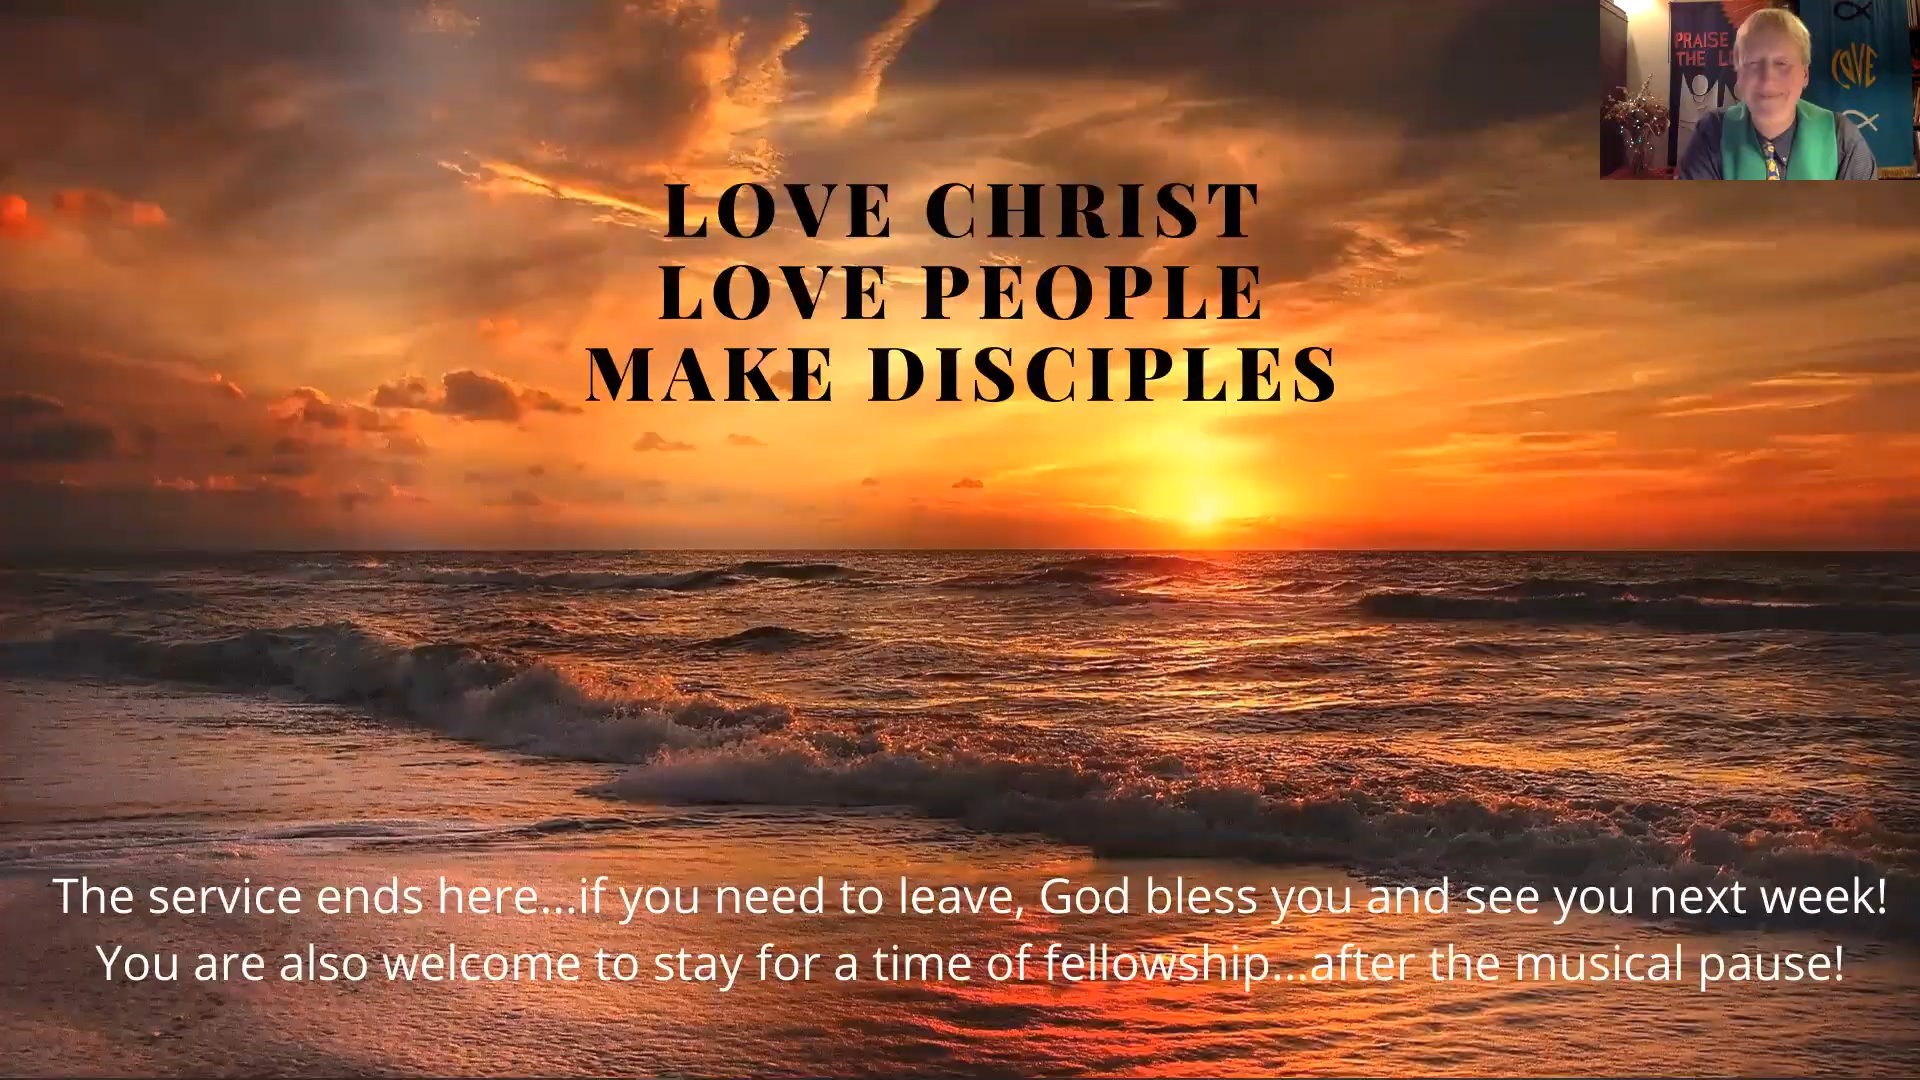 LOVE CHRIST
LOVE PEOPLE
MAKE DISCIPLES
PRAISE
THE
LOVE
The service ends here...if you need to leave, God bless you and see you next week!
You are also welcome to stay for a time of fellowship...after the musical pause!